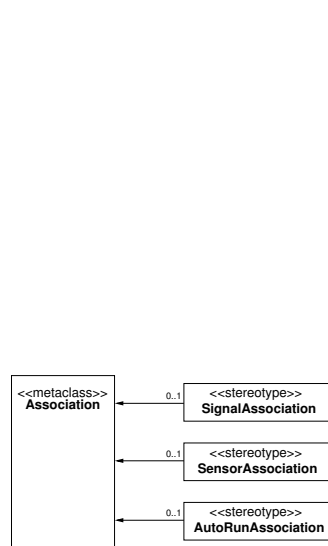 <<metaclass>>
Association
0..1
<<stereotype>>
SignalAssociation
0..1
<<stereotype>>
SensorAssociation
0..1
<<stereotype>>
AutoRunAssociation